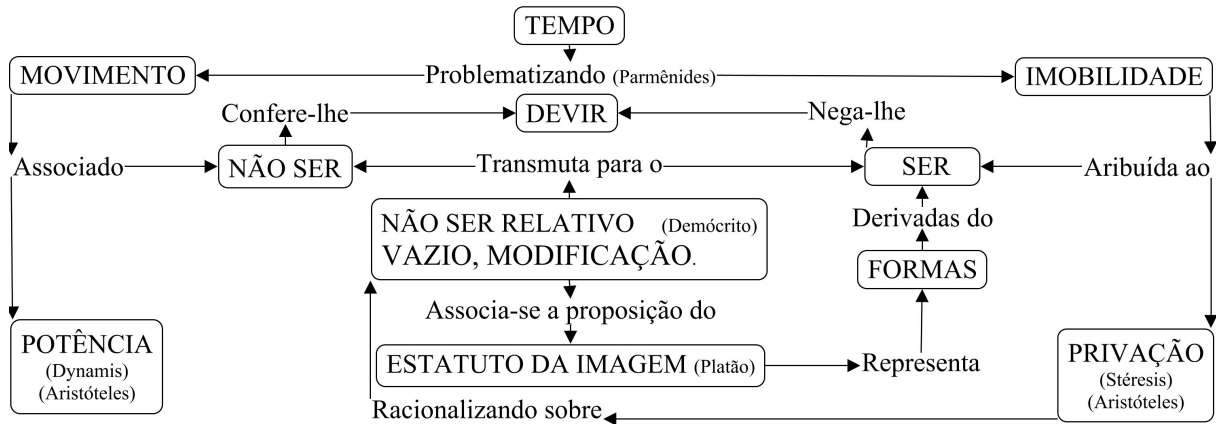 TEMPO
MOVIMENTO
Problematizando (Parmênides)
IMOBILIDADE
Confere-lhe
DEVIR
Nega-lhe
Associado
NÃO SER
Transmuta para o
SER
Aribuída ao
NÃO SER RELATIVO (Demócrito)
VAZIO, MODIFICAÇÃO.
Derivadas do
FORMAS
Associa-se a proposição do
POTÊNCIA
(Dynamis)
(Aristóteles)
ESTATUTO DA IMAGEM (Platão)
Representa
PRIVAÇÃO
(Stéresis)
(Aristóteles)
Racionalizando sobre